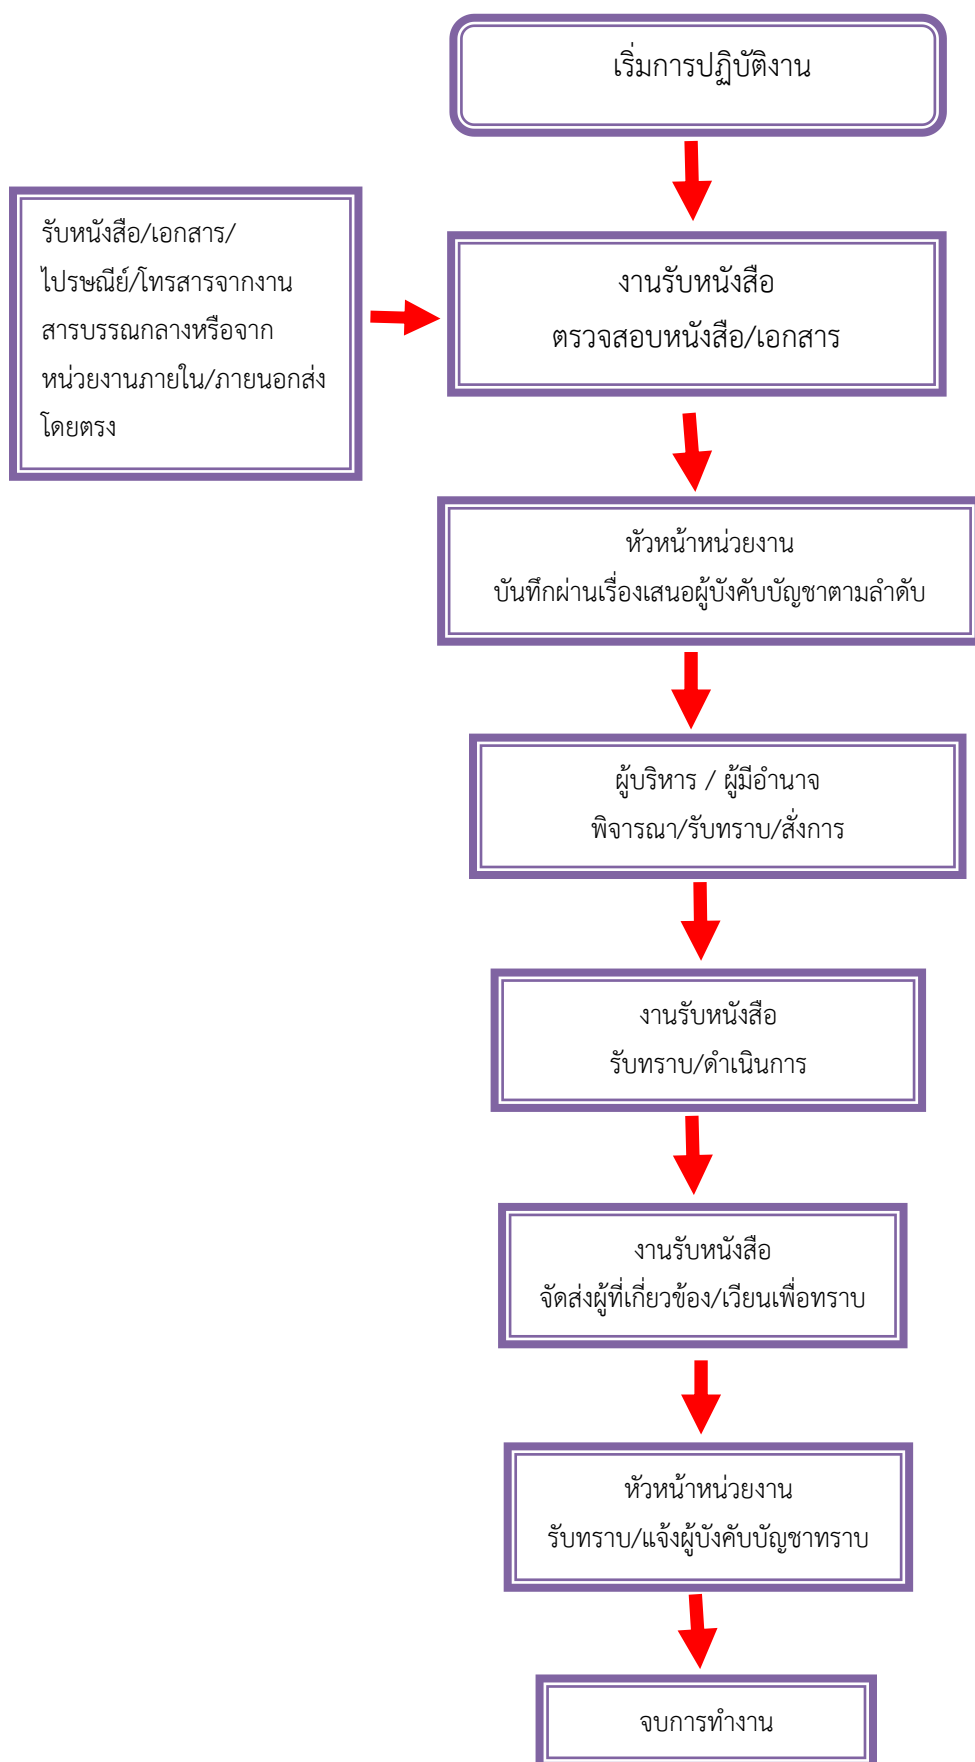 เริ่มการปฏิบัติงาน
รับหนังสือ/เอกสาร/
ไปรษณีย์/โทรสารจากงาน
สารบรรณกลางหรือจาก
หน่วยงานภายใน/ภายนอกส่ง
โดยตรง
งานรับหนังสือ
ตรวจสอบหนังสือ/เอกสาร
หัวหน้าหน่วยงาน
บันทึกผ่านเรื่องเสนอผู้บังคับบัญชาตามลำดับ
ผู้บริหาร / ผู้มีอำนาจ
พิจารณา/รับทราบ/สั่งการ
งานรับหนังสือ
รับทราบ/ดำเนินการ
งานรับหนังสือ
จัดส่งผู้ที่เกี่ยวข้อง/เวียนเพื่อทราบ
หัวหน้าหน่วยงาน
รับทราบ/แจ้งผู้บังคับบัญชาทราบ
จบการทำงาน